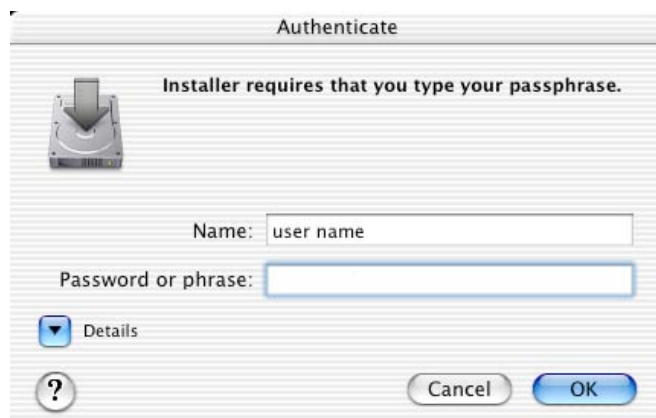 Authenticate
Installer requires that you type your passphrase.
Name: user name
Password or phrase:
Details
?
Cancel
OK